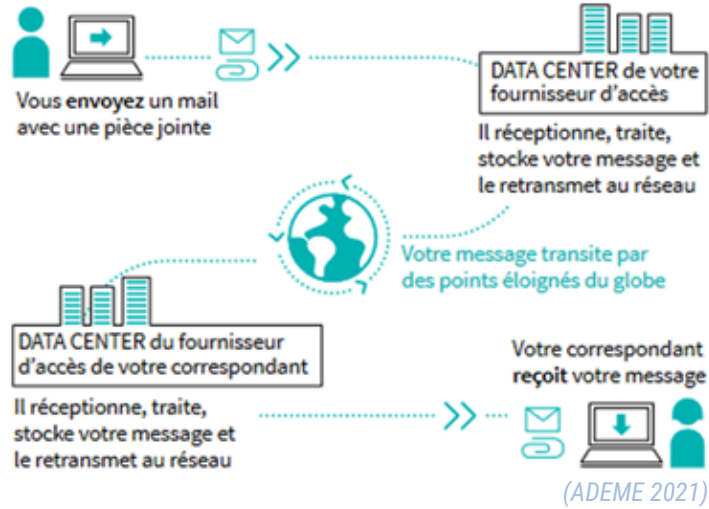 Vous envoyez un mail
avec une pièce jointe
DATA CENTER de votre
fournisseur d'accès
Il réceptionne, traite,
stocke votre message et
le retransmet au réseau
Votre message transite par
des points éloignés du globe
DATA CENTER du fournisseur
d'accès de votre correspondant
Il réceptionne, traite,
stocke votre message et
le retransmet au réseau
Votre correspondant
reçoit votre message
(ADEME 2021)